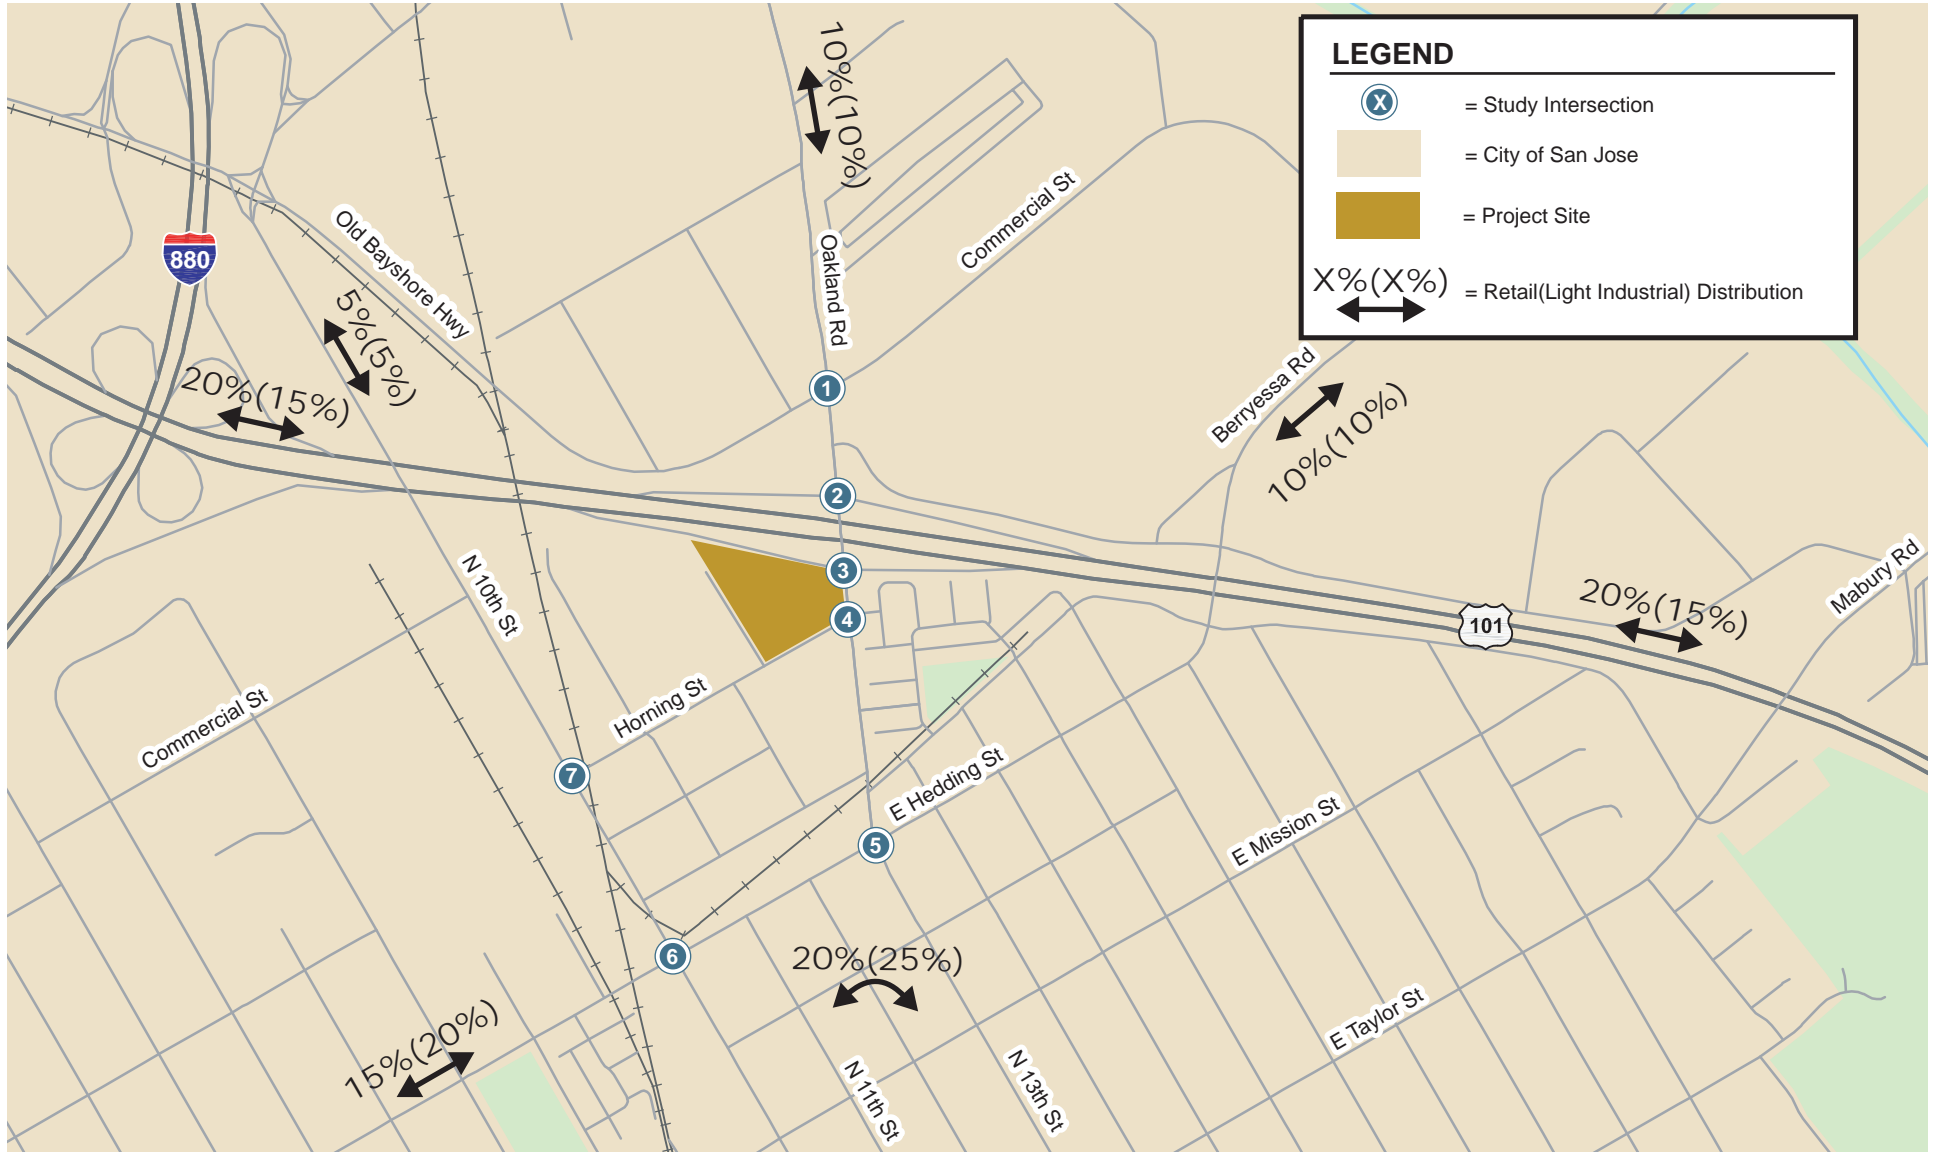 LEGEND
X
= Study Intersection
= City of San Jose
= Project Site
X%(X%)
= Retail(Light Industrial) Distribution
10%(10%)
Commercial St
Old Bayshore Hwy
Oakland Rd
880
5%(5%)
20%(15%)
1
Berryessa Rd
10%(10%)
2
3
N 10th St
4
101
20%(15%)
Mabury Rd
Commercial St
Horning St
7
E Hedding St
5
E Mission St
6
20%(25%)
15%(20%)
E Taylor St
N 11th St
N 13th St